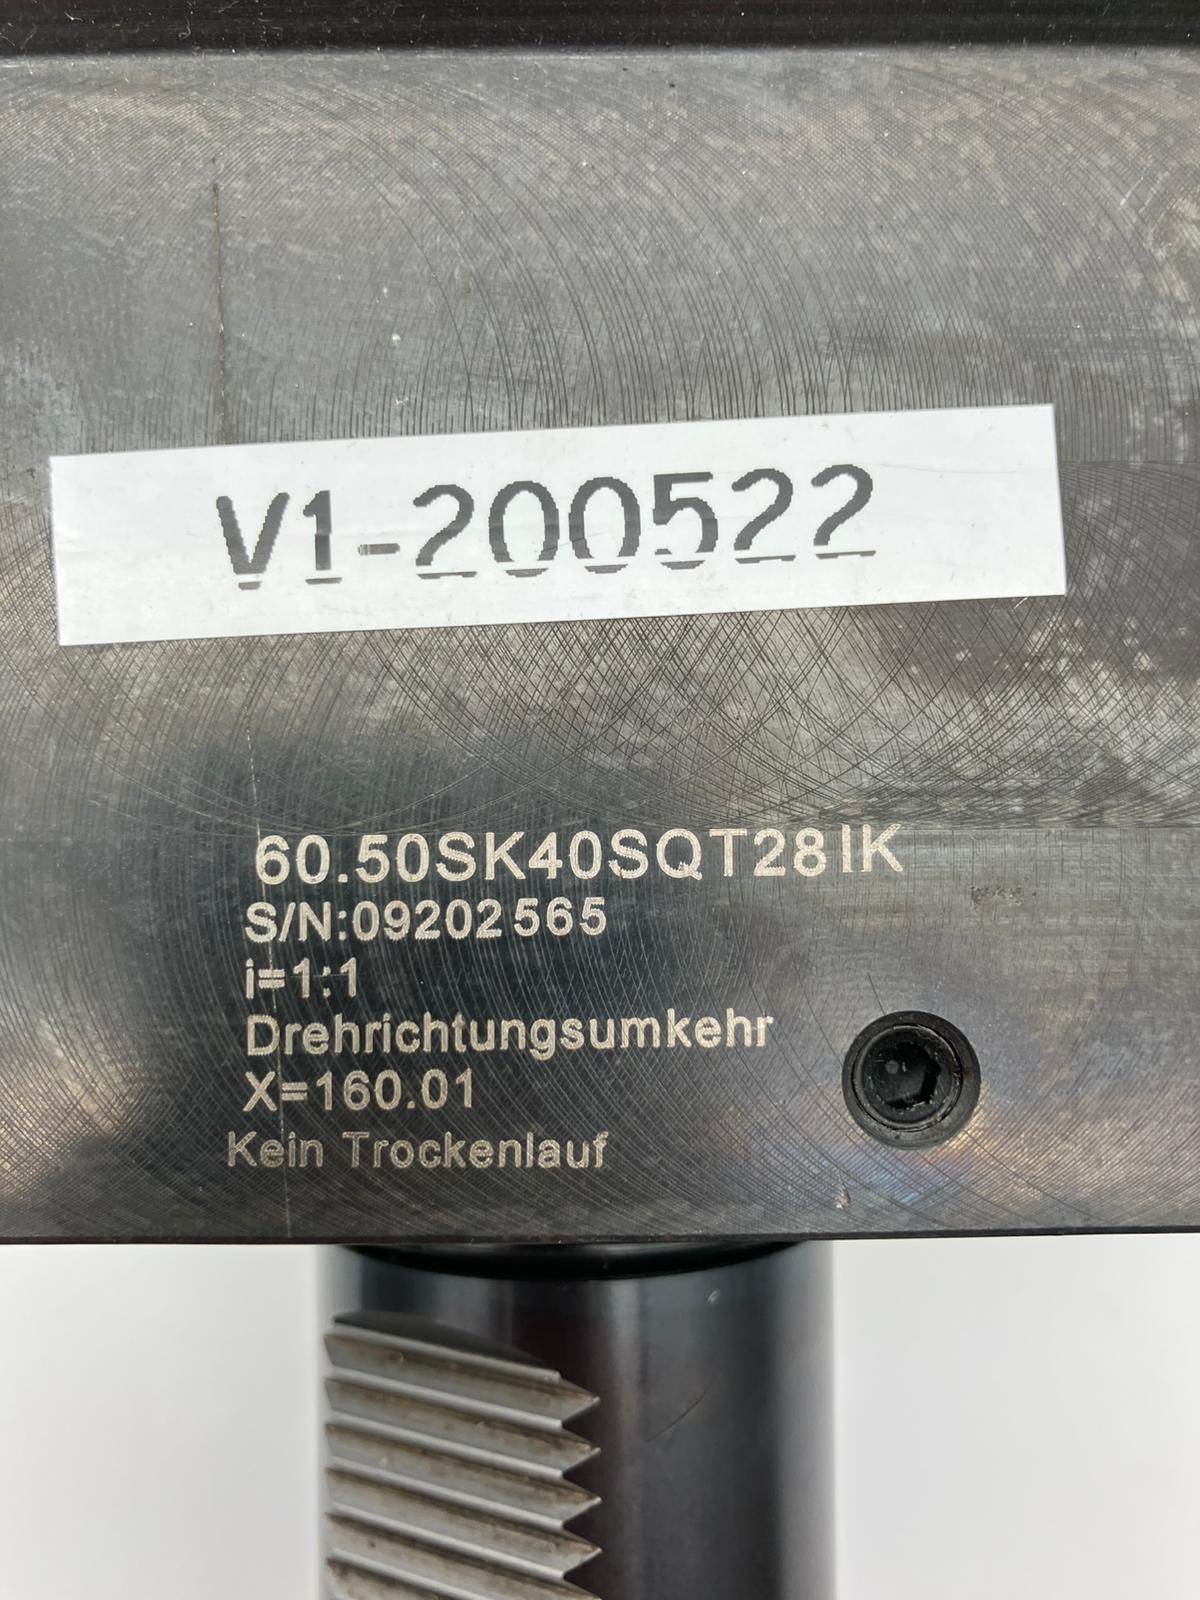 V1-200522
60.50SK40SQT28IK
S/N:09202565
i=1:1
Drehrichtungsumkehr
X=160.01
Kein Trockenlauf